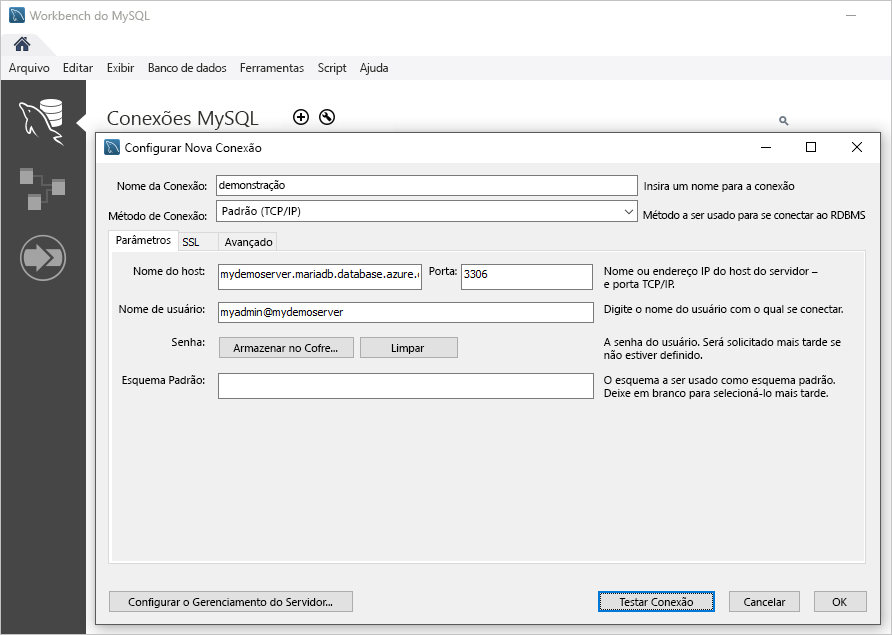 Workbench do MySQL
Arquivo Editar Exibir Banco de dados Ferramentas Script Ajuda
Conexões MySQL
Configurar Nova Conexão
Nome da Conexão: demonstração Insira um nome para a conexão
Método de Conexão: Padrão (TCP/IP) Método a ser usado para se conectar ao RDBMS
Parâmetros SSL Avançado
Nome do host: mydemoserver.mariadb.database.azure. Porta: 3306 Nome ou endereço IP do host do servidor –
e porta TCP/IP.
Nome de usuário: myadmin@mydemoserver Digite o nome do usuário com o qual se conectar.
Senha: Armazenar no Cofre... Limpar A senha do usuário. Será solicitado mais tarde se
não estiver definido.
Esquema Padrão: O esquema a ser usado como esquema padrão.
Deixe em branco para selecioná-lo mais tarde.
Configurar o Gerenciamento do Servidor... Testar Conexão Cancelar OK